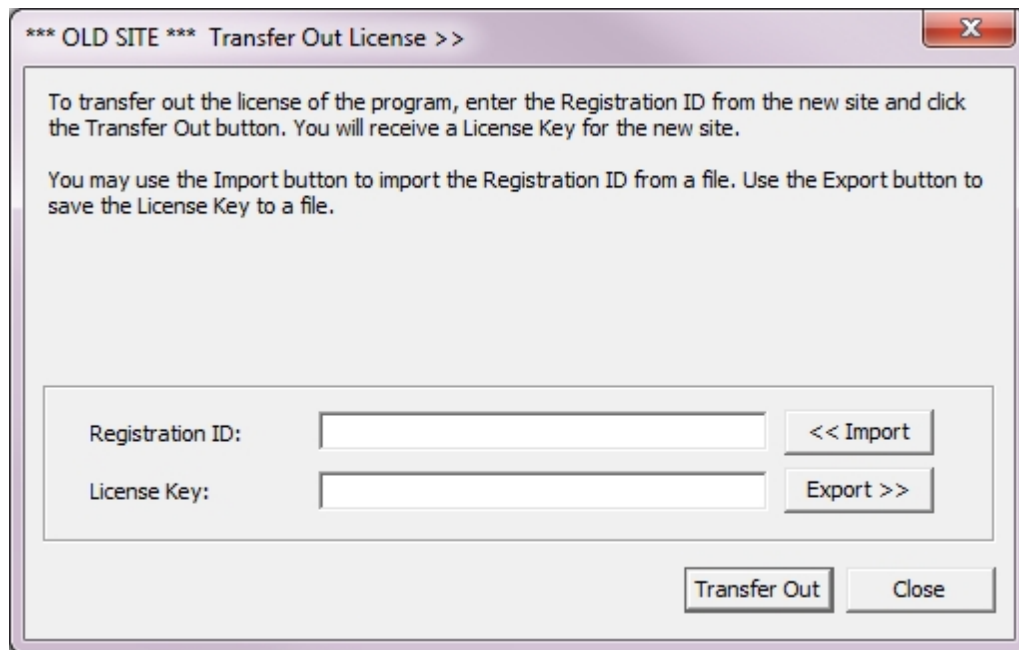 *** OLD SITE *** Transfer Out License >>
To transfer out the license of the program, enter the Registration ID from the new site and click
the Transfer Out button. You will receive a License Key for the new site.
You may use the Import button to import the Registration ID from a file. Use the Export button to
save the License Key to a file.
Registration ID:
<< Import
License Key:
Export >>
Transfer Out
Close